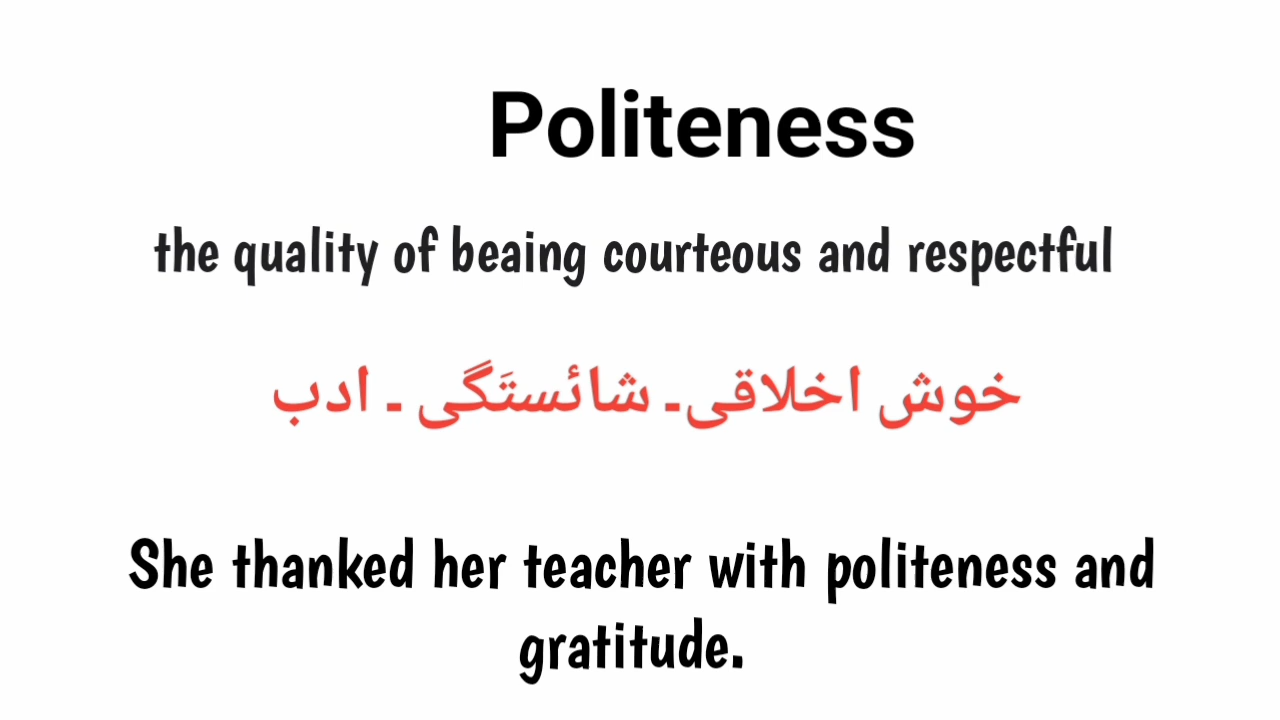 Politeness
the quality of beaing courteous and respectful
خوش اخلاقی۔ شائستَگی ۔ ادب
She thanked her teacher with politeness and
gratitude.